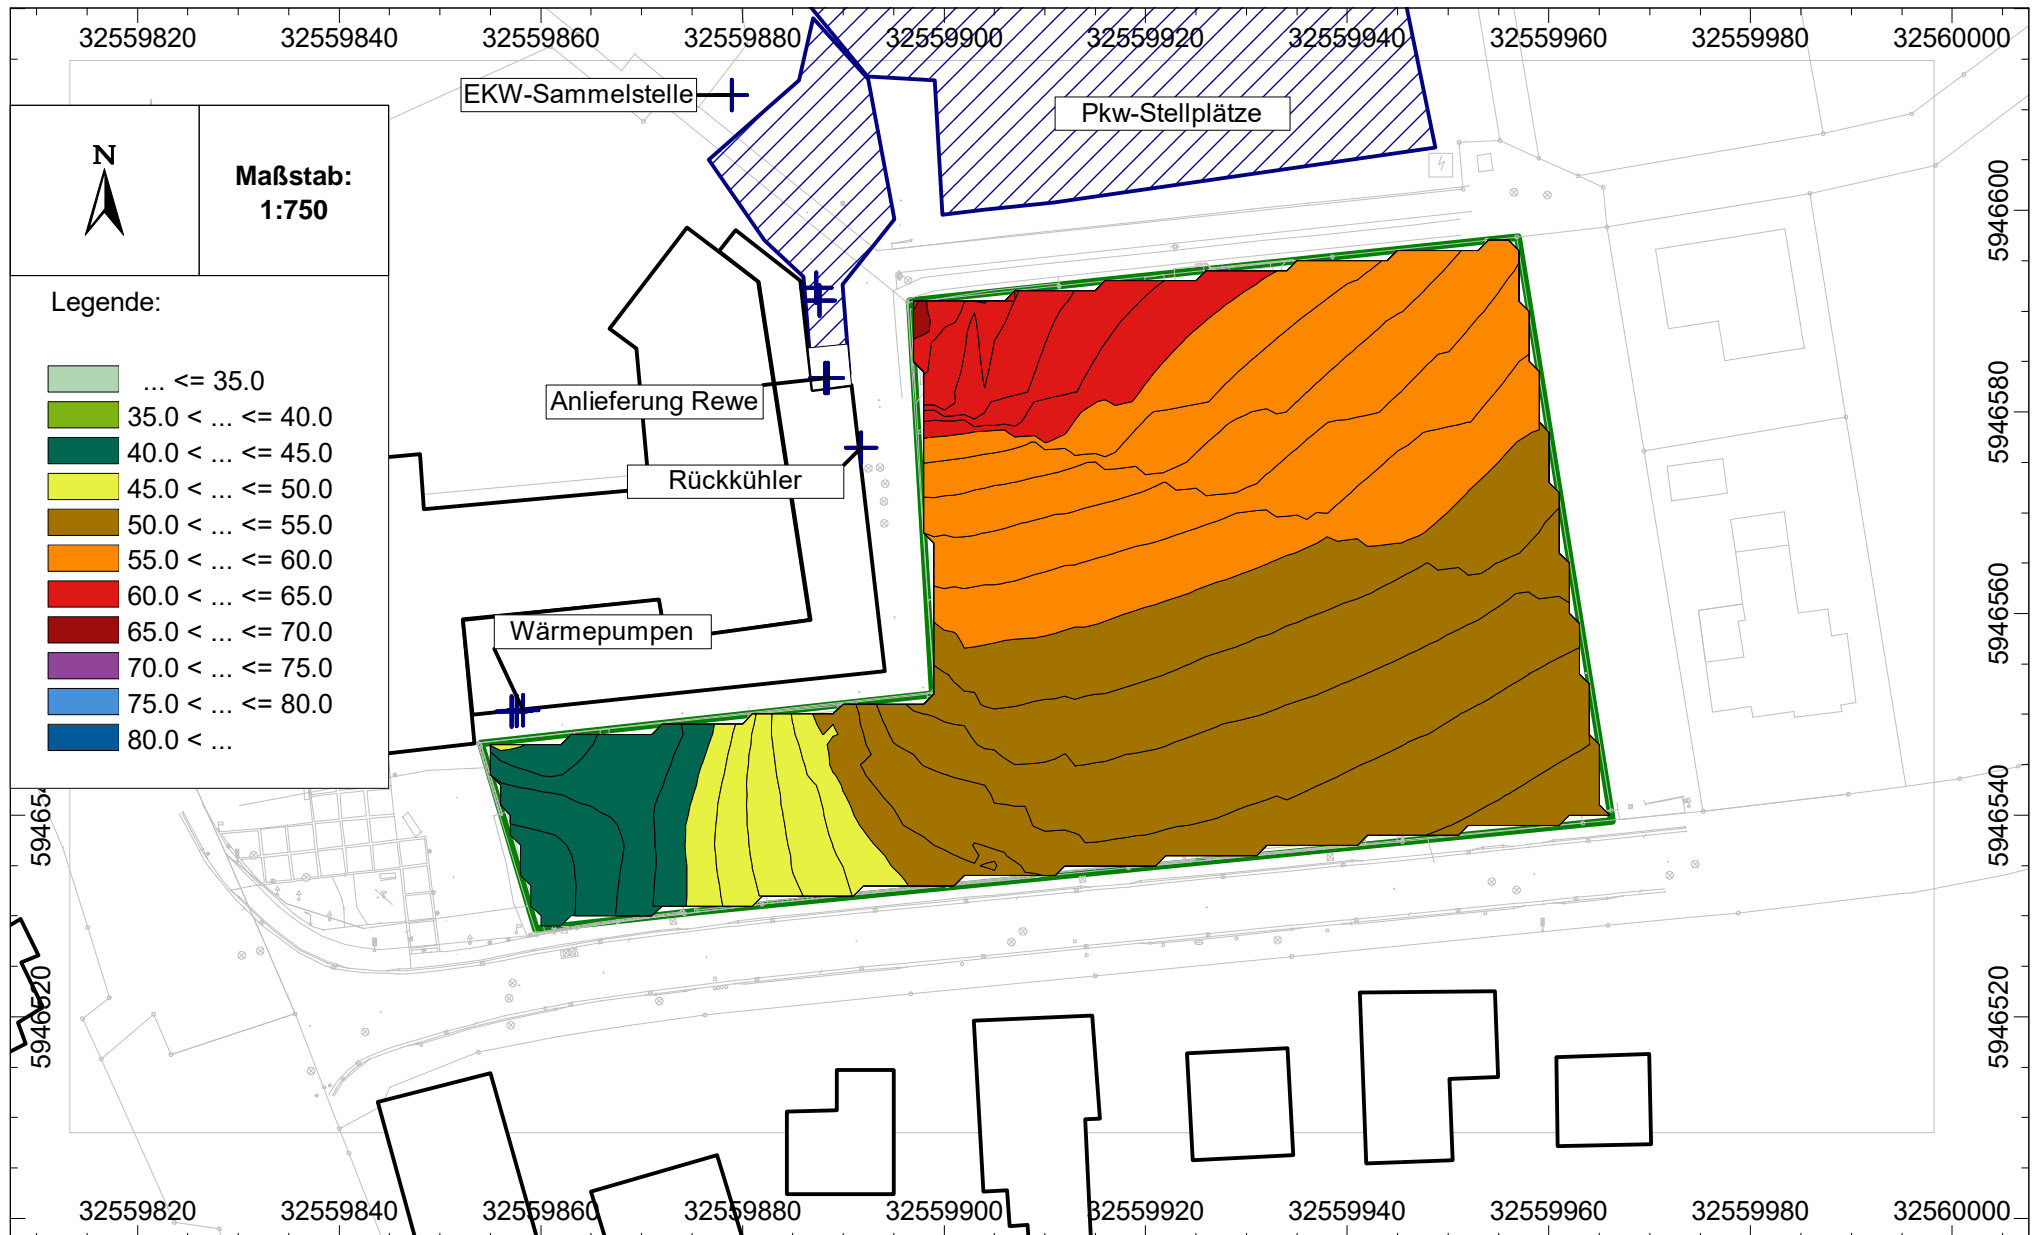 32559820 32559840 32559860 32559880 32559900 32559920 32559940 32559960 32559980 32560000
EKW-Sammelstelle
Pkw-Stellplätze
N
Maßstab:
1:750
5946600
Legende:
... <= 35.0
35.0 < ... <= 40.0
40.0 < ... <= 45.0
45.0 < ... <= 50.0
50.0 < ... <= 55.0
55.0 < ... <= 60.0
60.0 < ... <= 65.0
65.0 < ... <= 70.0
70.0 < ... <= 75.0
75.0 < ... <= 80.0
80.0 < ...
Anlieferung Rewe
5946580
Rückkühler
Wärmepumpen
5946560
594654
5946540
5946520
5946520
32559820 32559840 32559860 32559880 32559900 32559920 32559940 32559960 32559980 32560000